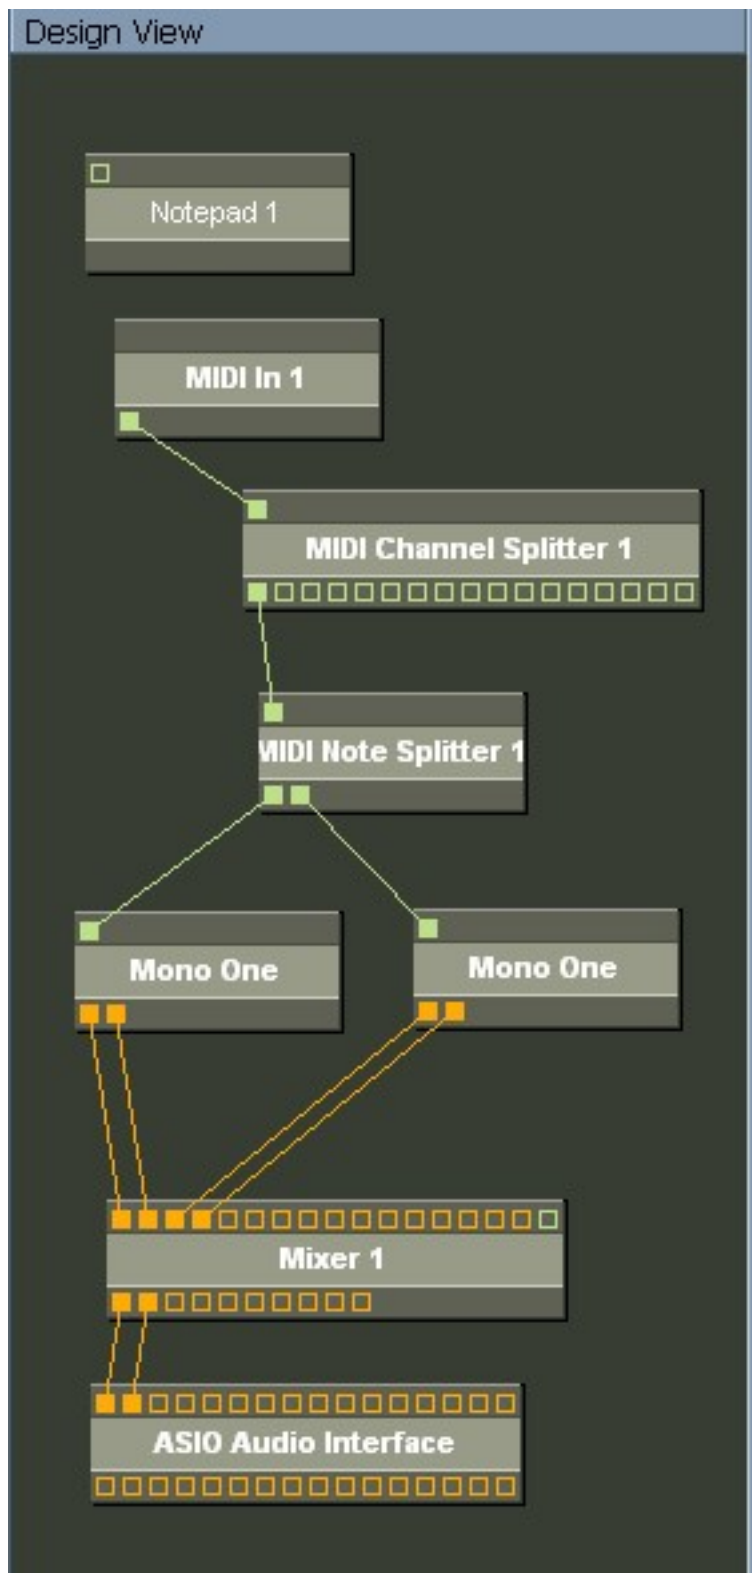 Design View
Notepad 1
MIDI In 1
MIDI Channel Splitter 1
MIDI Note Splitter 1
Mono One
Mono One
Mixer 1
ASIO Audio Interface